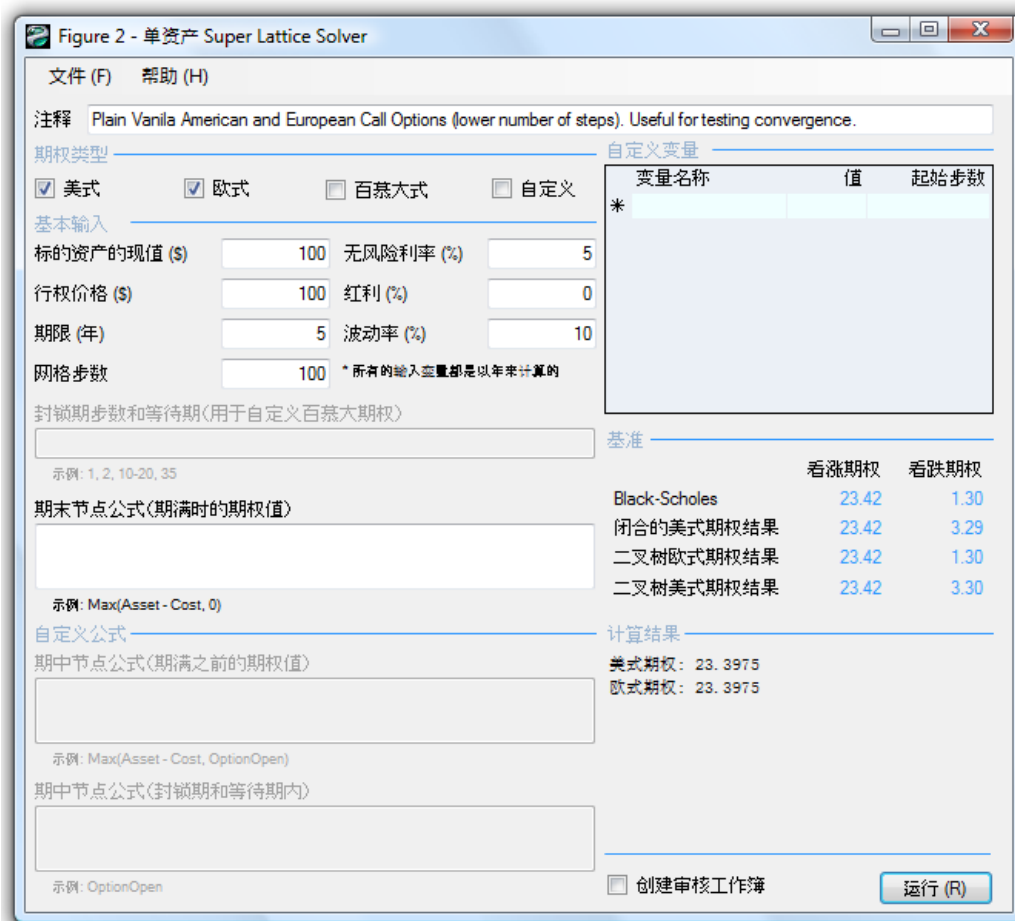 Figure 2 - 单资产 Super Lattice Solver
文件 (F) 帮助 (H)
注释 Plain Vanila American and European Call Options (lower number of steps). Useful for testing convergence.
期权类型
美式 欧式 百慕大式 自定义
基本输入
标的资产的现值 ($) 100 无风险利率 (%) 5
行权价格 ($) 100 红利 (%) 0
期限 (年) 5 波动率 (%) 10
网格步数 100 * 所有的输入变量都是以年来计算的
封锁期步数和等待期(用于自定义百慕大期权)
示例: 1, 2, 10-20, 35
期末节点公式(期满时的期权值)
示例: Max(Asset - Cost, 0)
自定义公式
期中节点公式(期满之前的期权值)
示例: Max(Asset - Cost, OptionOpen)
期中节点公式(封锁期和等待期内)
示例: OptionOpen
自定义变量
变量名称 值 起始步数
*
基准
看涨期权 看跌期权
Black-Scholes 23.42 1.30
闭合的美式期权结果 23.42 3.29
二叉树欧式期权结果 23.42 1.30
二叉树美式期权结果 23.42 3.30
计算结果
美式期权: 23.3975
欧式期权: 23.3975
创建审核工作簿 运行 (R)